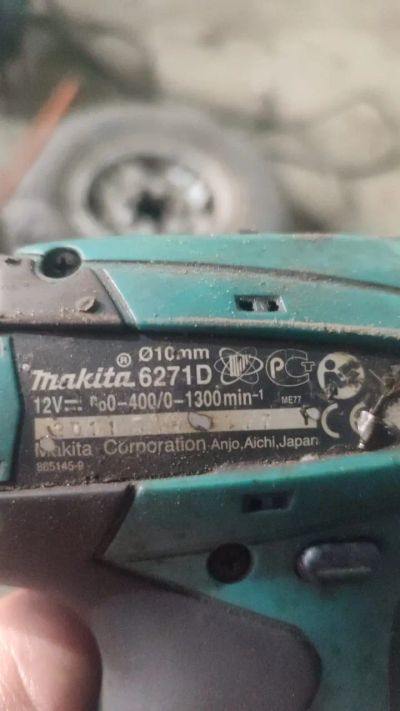 ® Ø10mm
makita 6271D
12V⎓ 0-400/0-1300min⁻¹ ME77
Makita Corporation Anjo, Aichi, Japan
865145-9